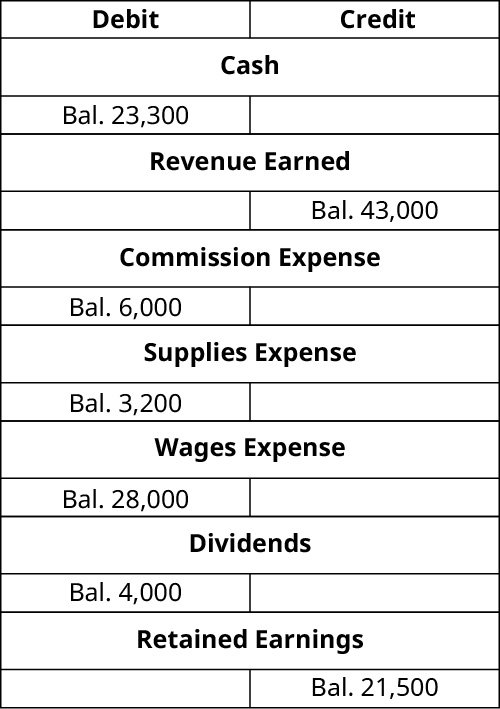 Debit Credit
Cash
Bal. 23,300
Revenue Earned
Bal. 43,000
Commission Expense
Bal. 6,000
Supplies Expense
Bal. 3,200
Wages Expense
Bal. 28,000
Dividends
Bal. 4,000
Retained Earnings
Bal. 21,500